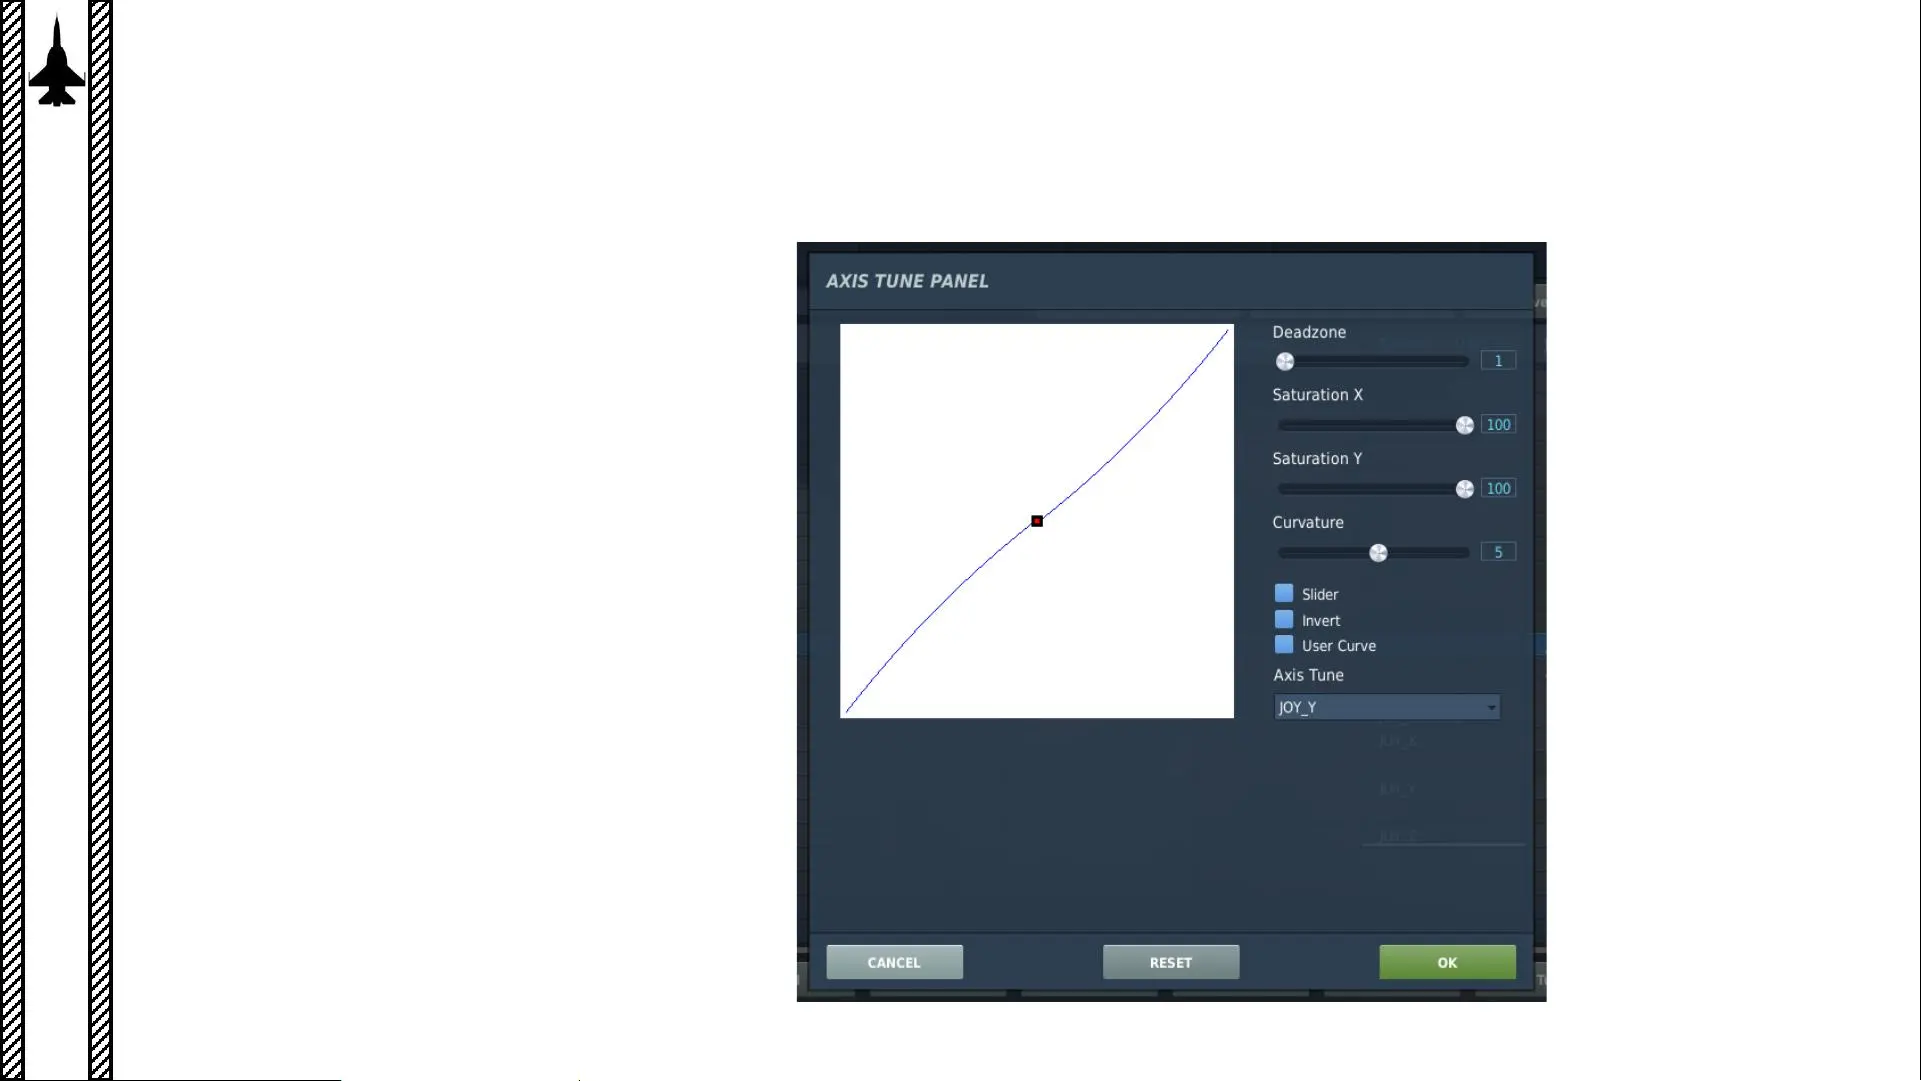 AXIS TUNE PANEL
Deadzone
1
Saturation X
100
Saturation Y
100
Curvature
5
Slider
Invert
User Curve
Axis Tune
JOY_Y
CANCEL
RESET
OK